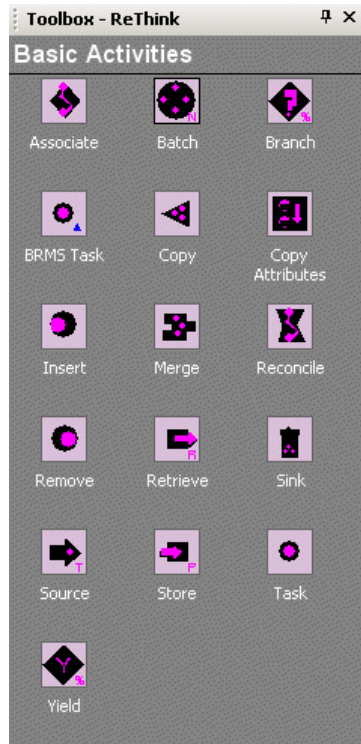 Toolbox - ReThink
Basic Activities
Associate
Batch
Branch
BRMS Task
Copy
Copy
Attributes
Insert
Merge
Reconcile
Remove
Retrieve
Sink
Source
Store
Task
Yield